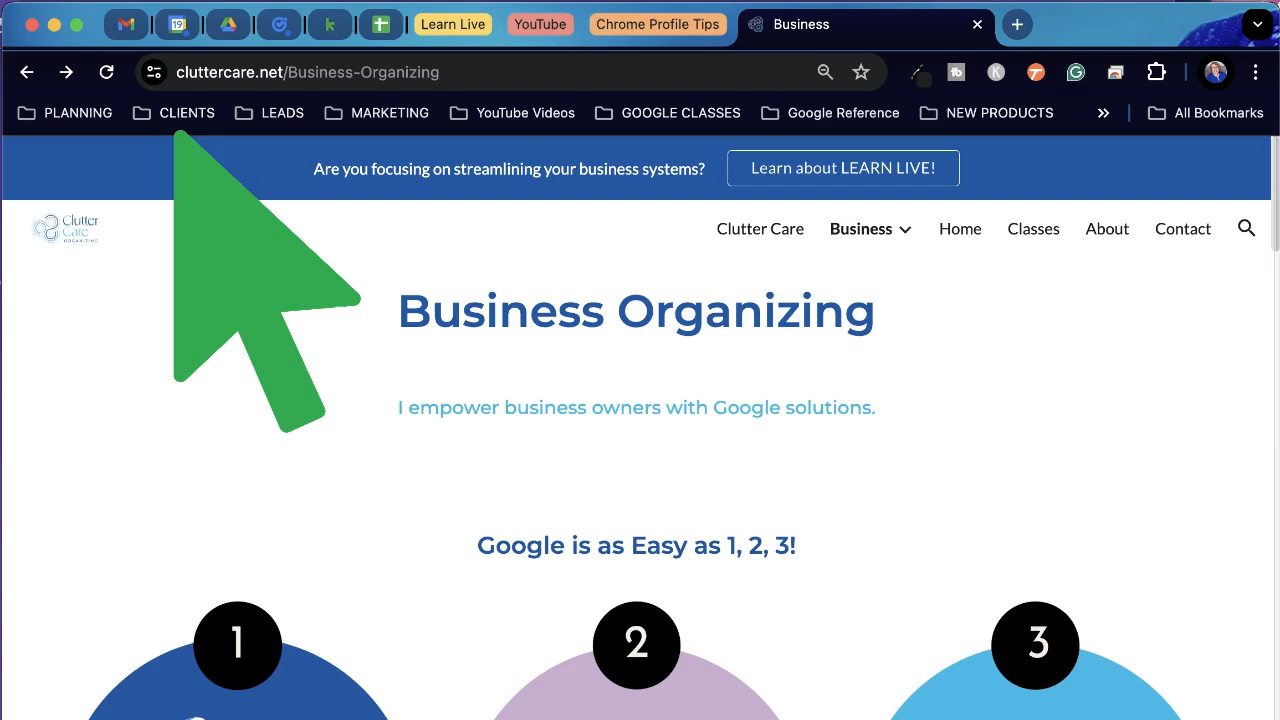 19
Learn Live
YouTube
Chrome Profile Tips
Business
cluttercare.net/Business-Organizing
PLANNING
CLIENTS
LEADS
MARKETING
YouTube Videos
GOOGLE CLASSES
Google Reference
NEW PRODUCTS
All Bookmarks
Are you focusing on streamlining your business systems?
Learn about LEARN LIVE!
Clutter
Care
ORGANIZING
Clutter Care
Business
Home
Classes
About
Contact
Business Organizing
I empower business owners with Google solutions.
Google is as Easy as 1, 2, 3!
1
2
3